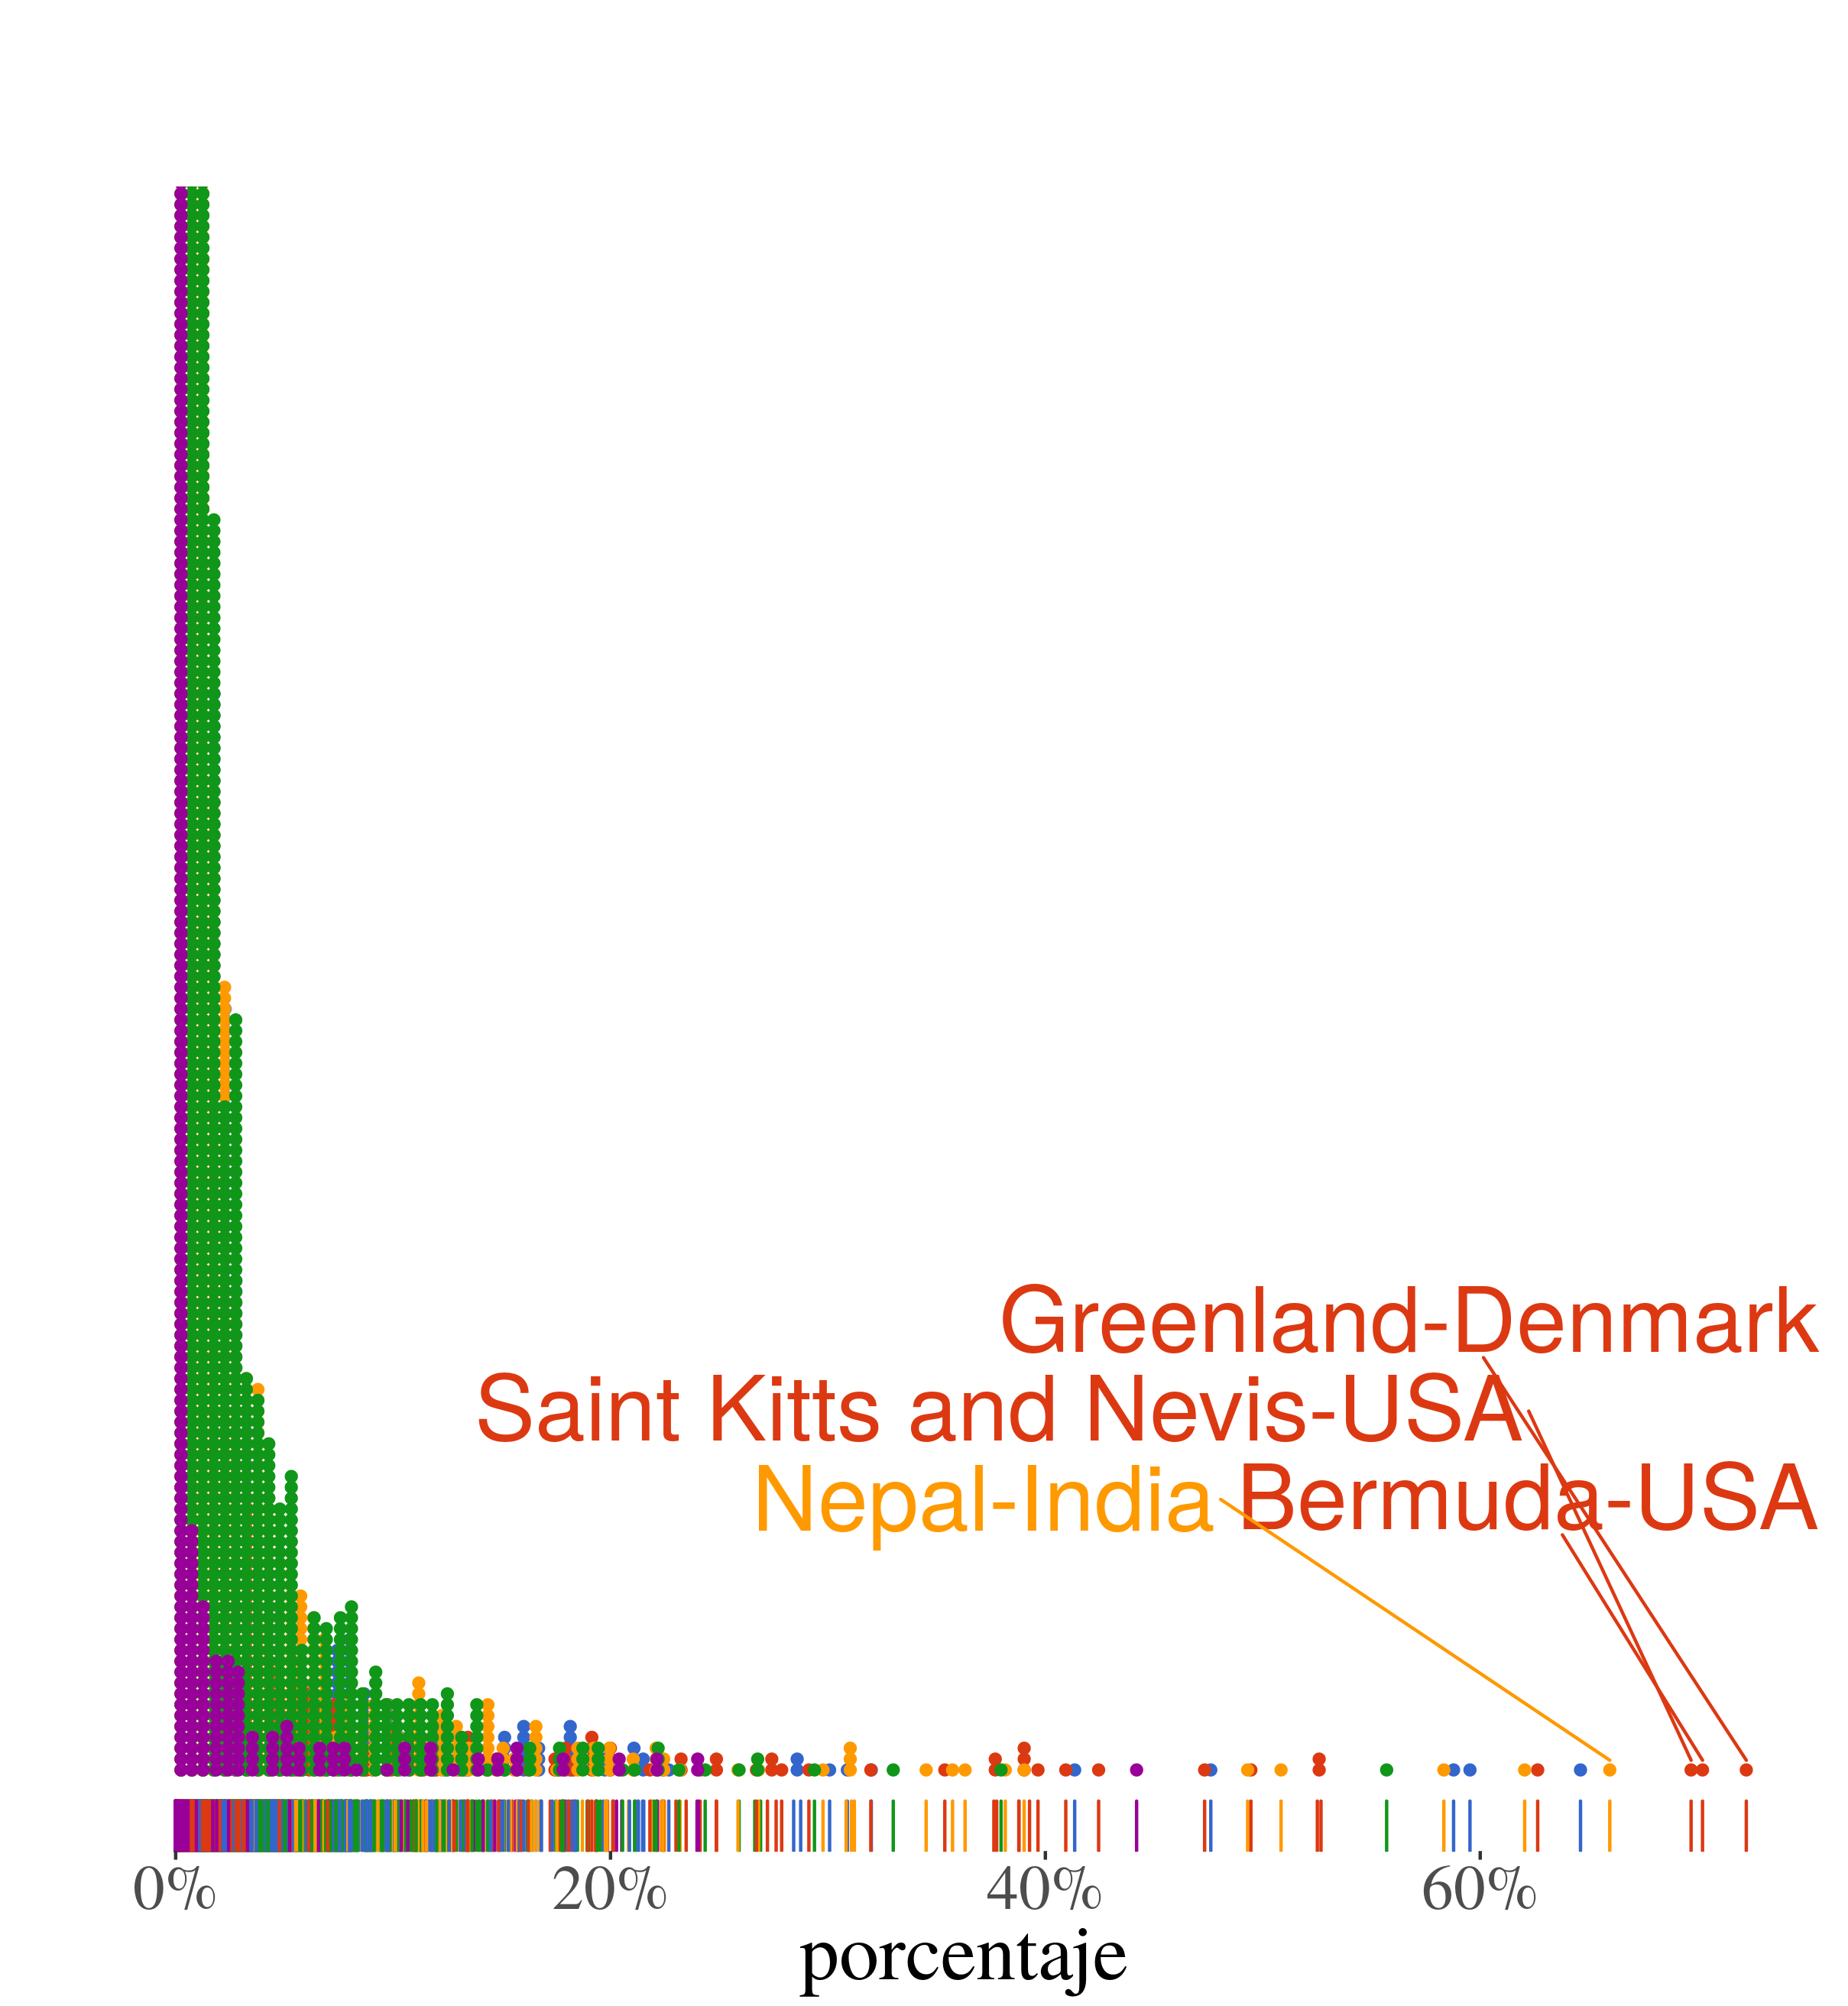 Greenland-Denmark
Saint Kitts and Nevis-USA
Nepal-India Bermuda-USA
0% 20% 40% 60%
porcentaje